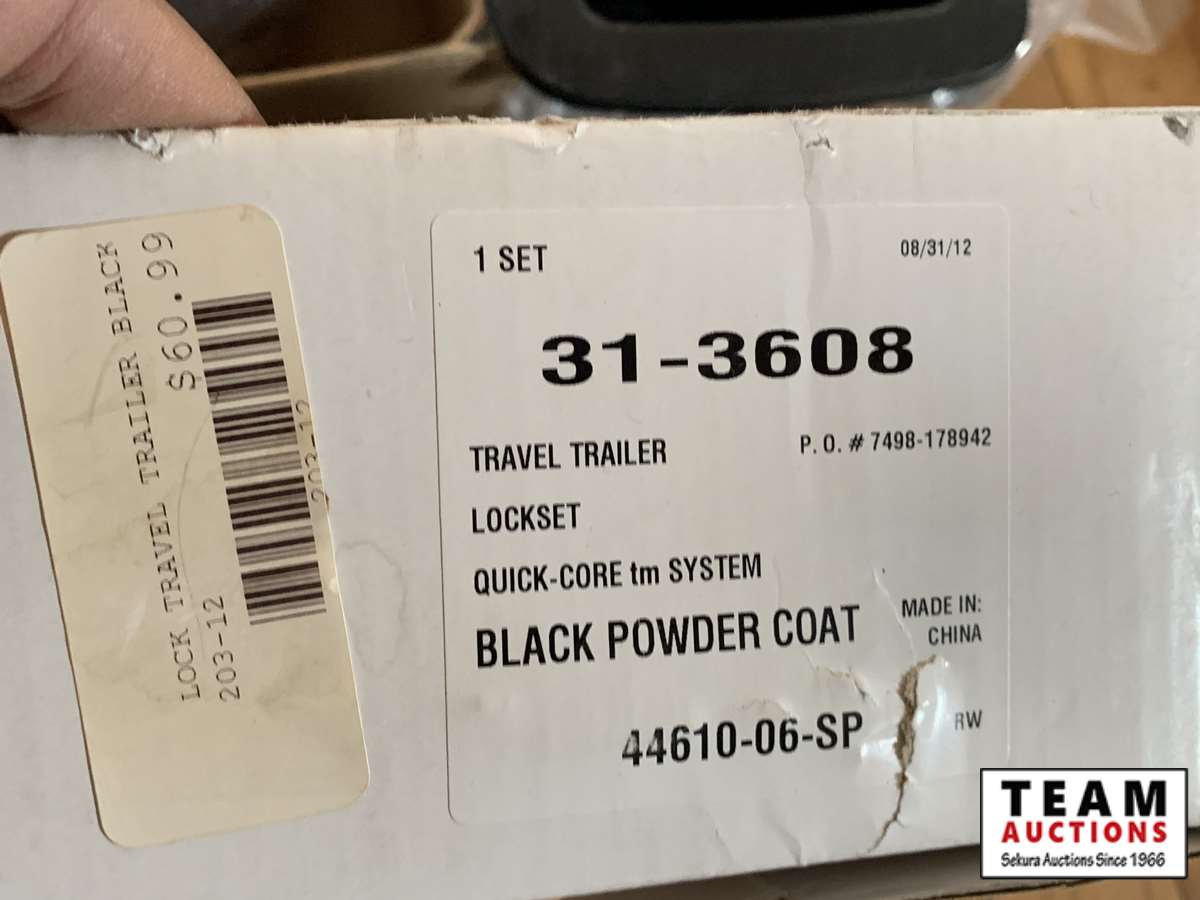 LOCK TRAVEL TRAILER BLACK
203-12
$60.99
203-12
1 SET
08/31/12
31-3608
TRAVEL TRAILER
P. O. # 7498-178942
LOCKSET
QUICK-CORE tm SYSTEM
BLACK POWDER COAT
MADE IN:
CHINA
44610-06-SP
RW
TEAM
AUCTIONS
Sekura Auctions Since 1966